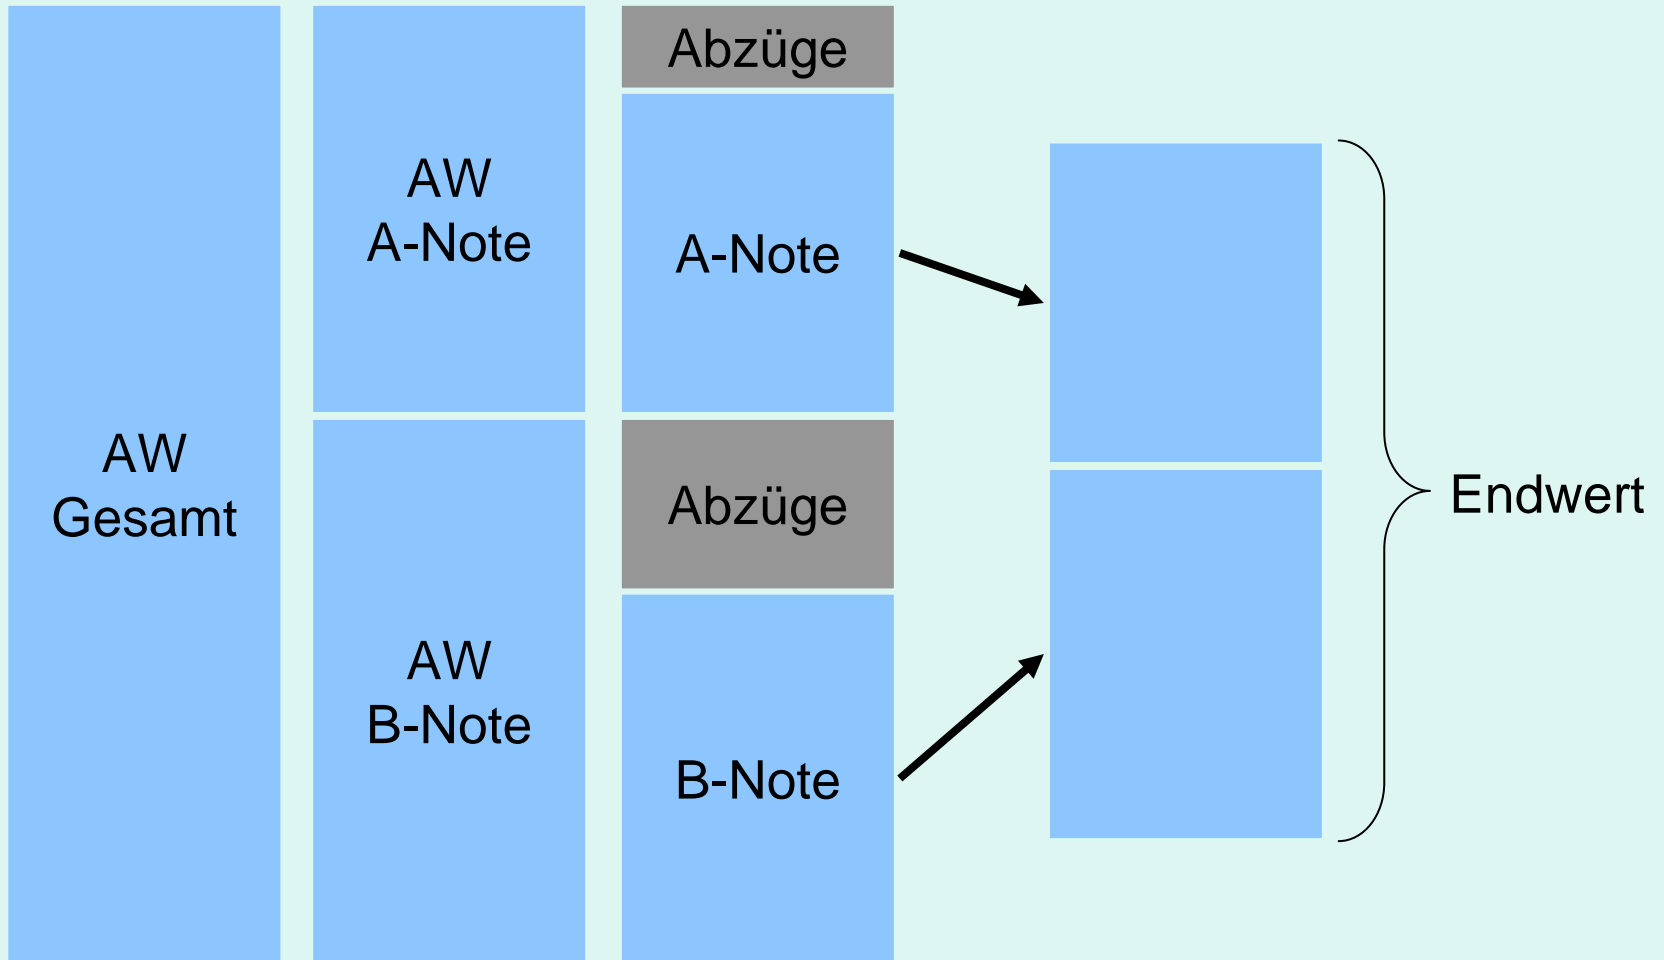 AW
Gesamt
AW
A-Note
AW
B-Note
Abzüge
A-Note
Abzüge
B-Note
Endwert